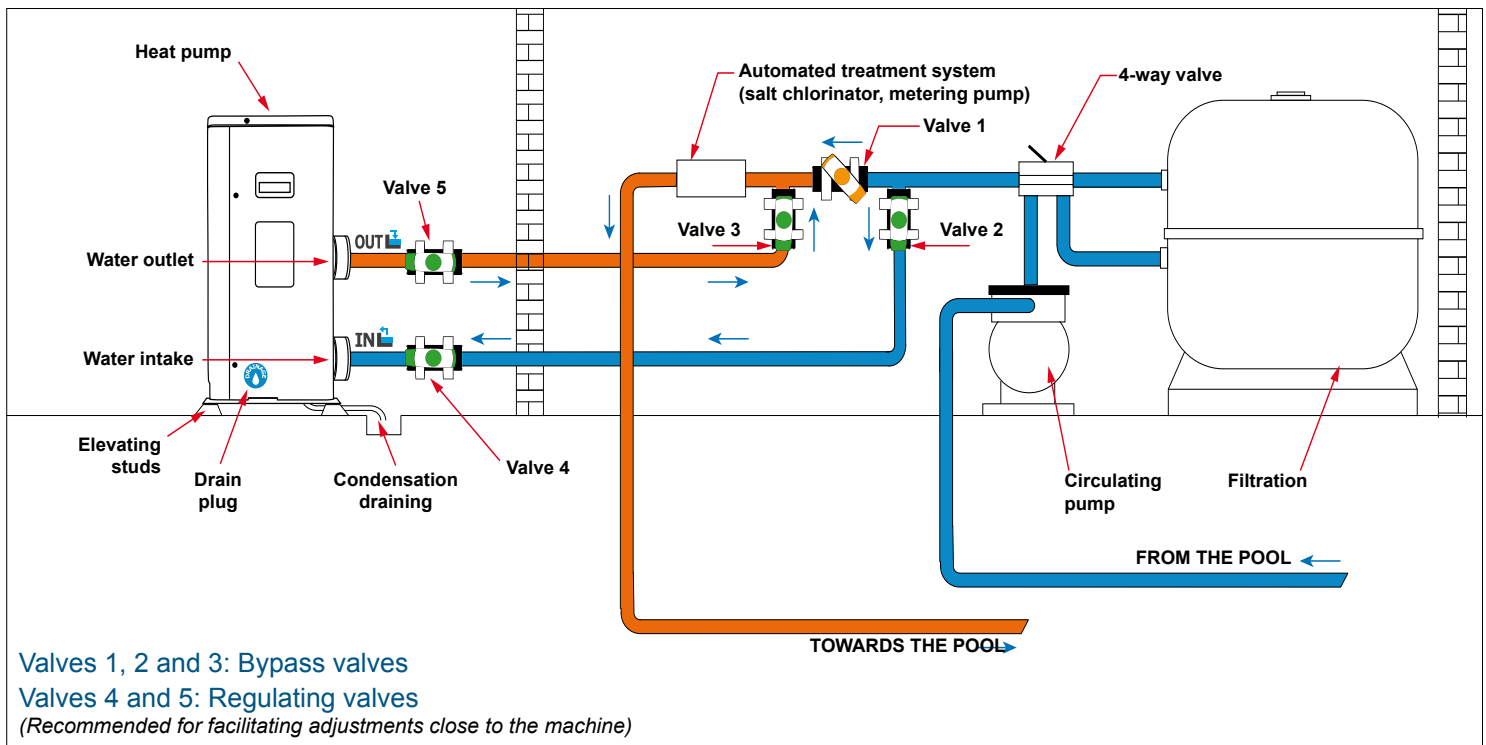 Heat pump
Automated treatment system
(salt chlorinator, metering pump)
4-way valve
Valve 1
Valve 5
Valve 3
Valve 2
OUT
Water outlet
IN
Water intake
DRAINAGE
Elevating
studs
Drain
plug
Condensation
draining
Valve 4
Circulating
pump
Filtration
FROM THE POOL
TOWARDS THE POOL
Valves 1, 2 and 3: Bypass valves
Valves 4 and 5: Regulating valves
(Recommended for facilitating adjustments close to the machine)